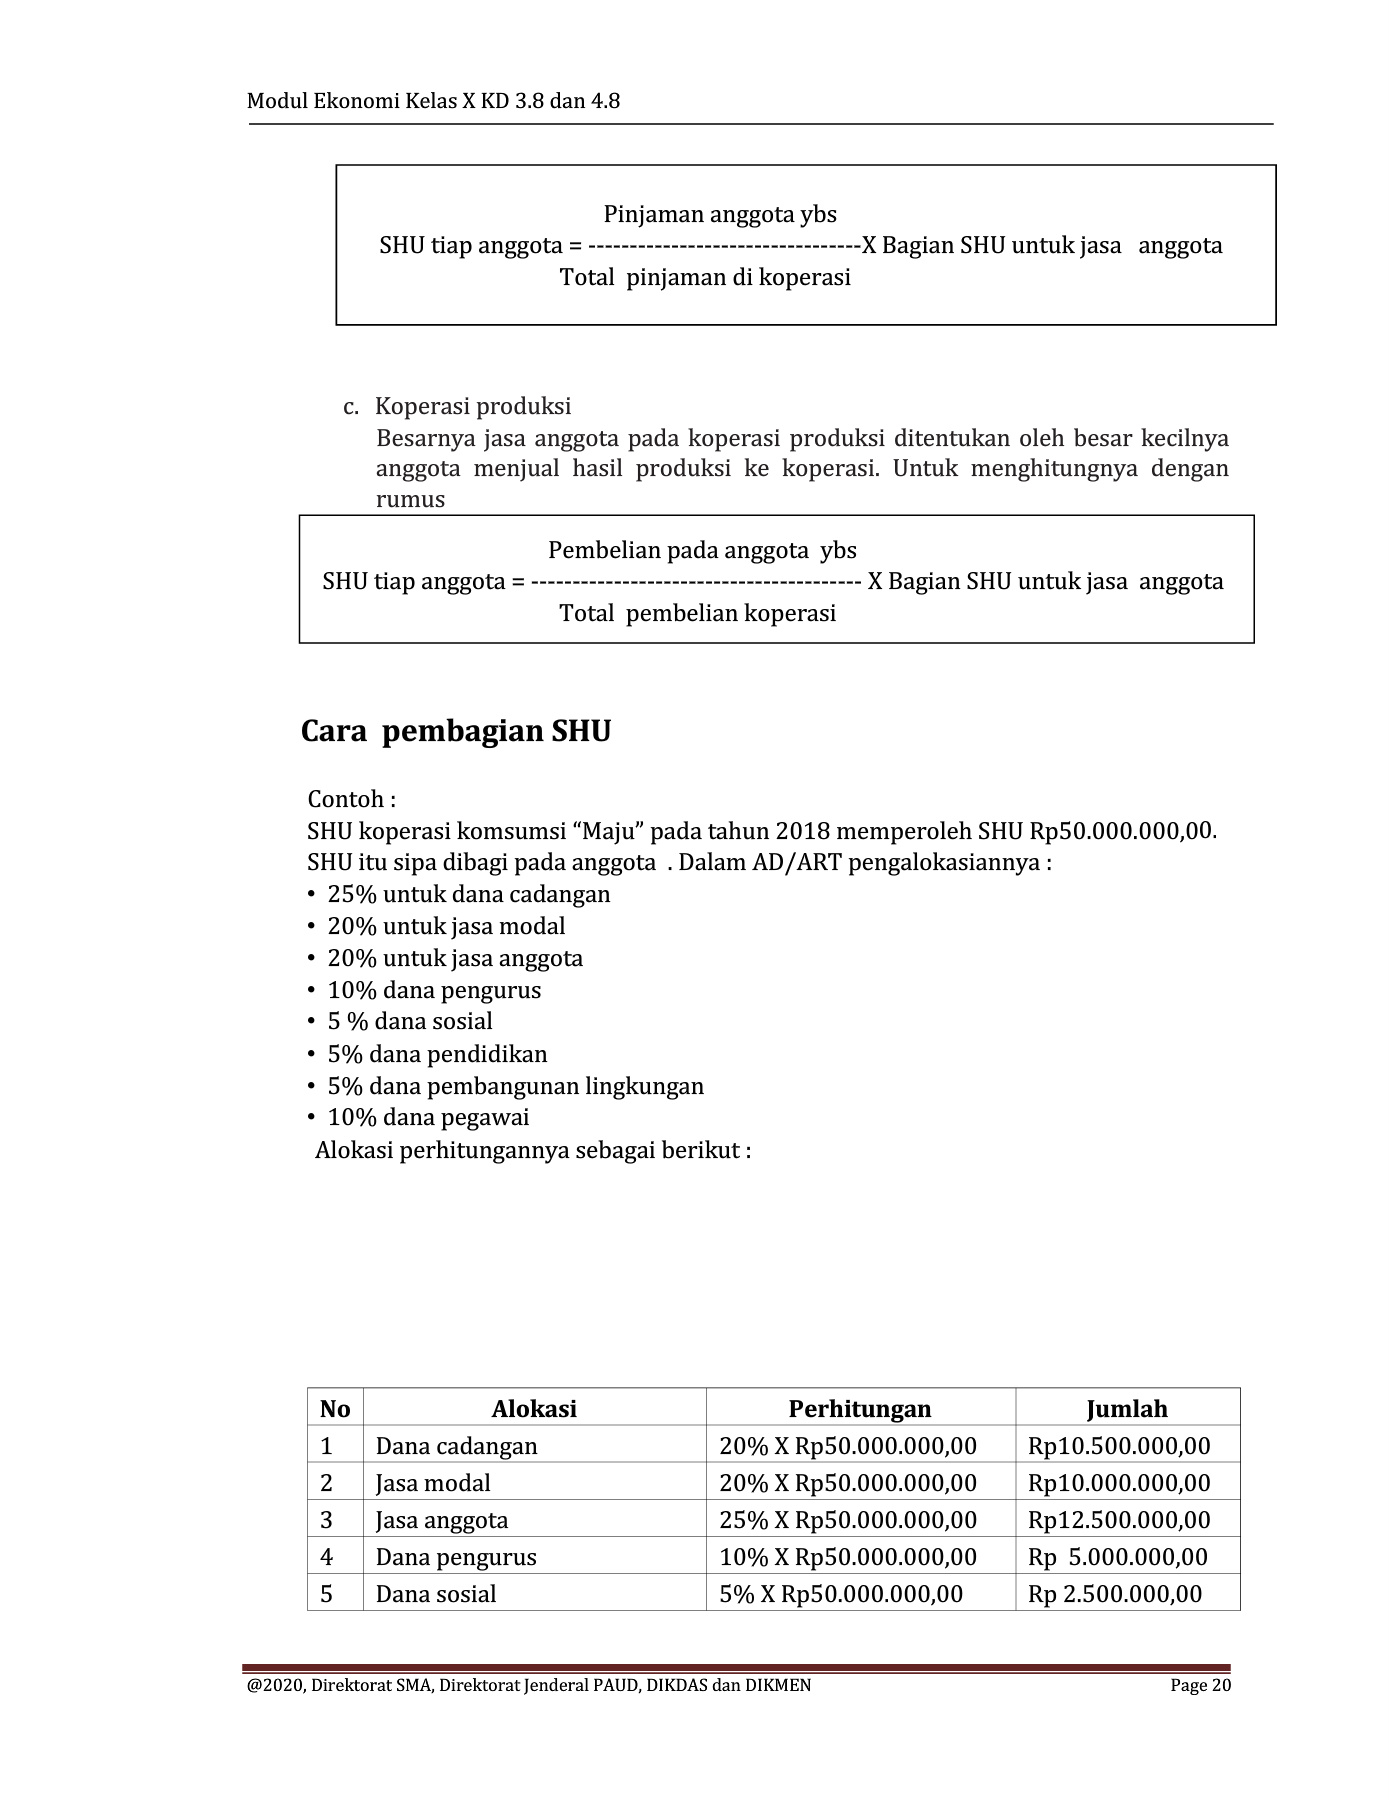 Modul Ekonomi Kelas X KD 3.8 dan 4.8
Pinjaman anggota ybs
SHU tiap anggota = ---------------------------------X Bagian SHU untuk jasa anggota
Total pinjaman di koperasi
c. Koperasi produksi
Besarnya jasa anggota pada koperasi produksi ditentukan oleh besar kecilnya
anggota menjual hasil produksi ke koperasi. Untuk menghitungnya dengan
rumus
Pembelian pada anggota ybs
SHU tiap anggota = ---------------------------------------- X Bagian SHU untuk jasa anggota
Total pembelian koperasi
Cara pembagian SHU
Contoh :
SHU koperasi komsumsi “Maju” pada tahun 2018 memperoleh SHU Rp50.000.000,00.
SHU itu sipa dibagi pada anggota . Dalam AD/ART pengalokasiannya :
• 25% untuk dana cadangan
• 20% untuk jasa modal
• 20% untuk jasa anggota
• 10% dana pengurus
• 5 % dana sosial
• 5% dana pendidikan
• 5% dana pembangunan lingkungan
• 10% dana pegawai
Alokasi perhitungannya sebagai berikut :
No Alokasi Perhitungan Jumlah
1 Dana cadangan 20% X Rp50.000.000,00 Rp10.500.000,00
2 Jasa modal 20% X Rp50.000.000,00 Rp10.000.000,00
3 Jasa anggota 25% X Rp50.000.000,00 Rp12.500.000,00
4 Dana pengurus 10% X Rp50.000.000,00 Rp 5.000.000,00
5 Dana sosial 5% X Rp50.000.000,00 Rp 2.500.000,00
@2020, Direktorat SMA, Direktorat Jenderal PAUD, DIKDAS dan DIKMEN Page 20